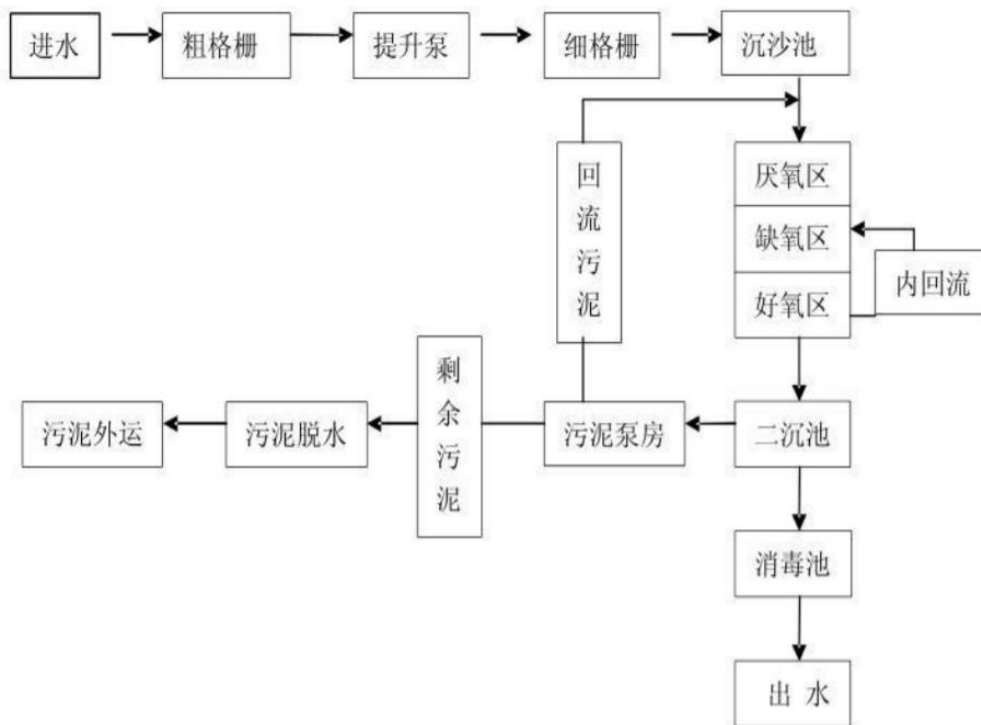 进水
粗格栅
提升泵
细格栅
沉沙池
厌氧区
缺氧区
好氧区
内回流
回流污泥
剩余污泥
污泥外运
污泥脱水
污泥泵房
二沉池
消毒池
出 水